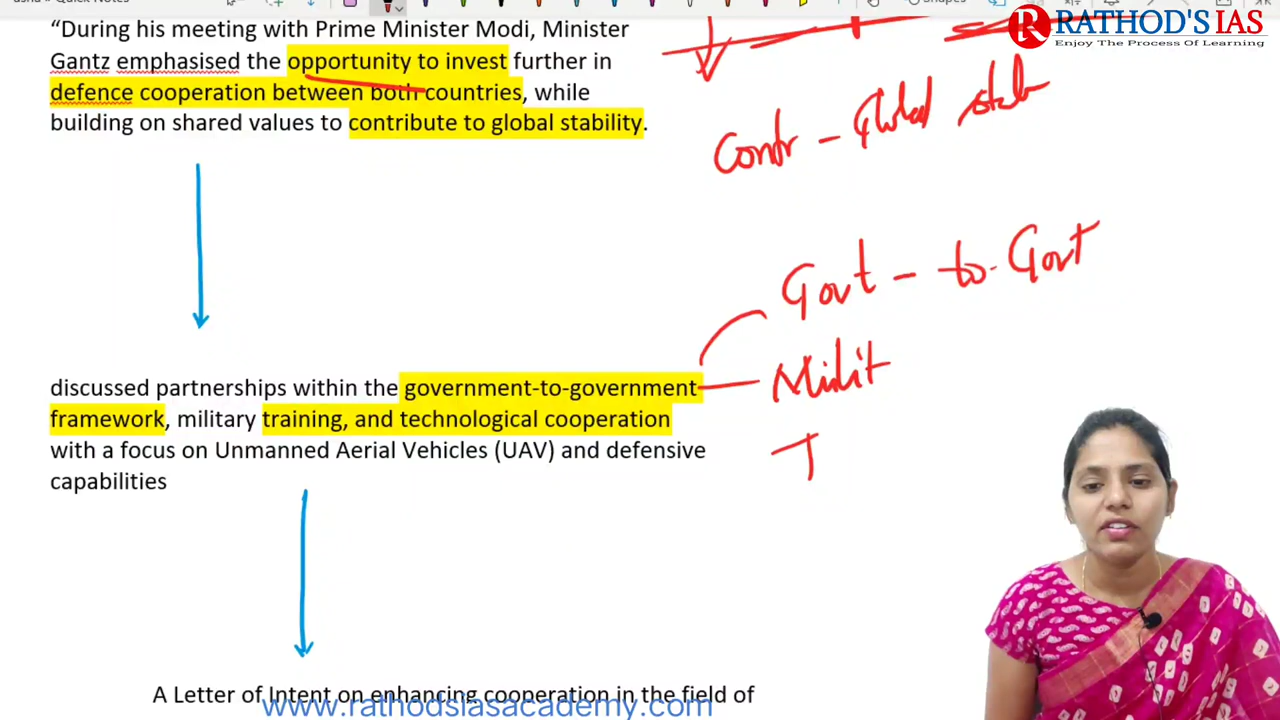 RATHOD'S IAS
Enjoy The Process Of Learning
“During his meeting with Prime Minister Modi, Minister
Gantz emphasised the opportunity to invest further in
defence cooperation between both countries, while
building on shared values to contribute to global stability.
Contr - Global stab
Govt - to- Govt
Milit
T
discussed partnerships within the government-to-government
framework, military training, and technological cooperation
with a focus on Unmanned Aerial Vehicles (UAV) and defensive
capabilities
A Letter of Intent on enhancing cooperation in the field of
www.rathodsiasacademy.com